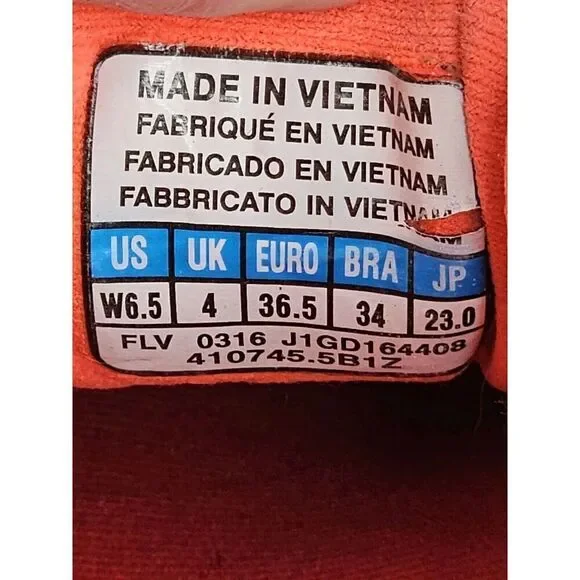 MADE IN VIETNAM
FABRIQUÉ EN VIETNAM
FABRICADO EN VIETNAM
FABBRICATO IN VIETNAM
US UK EURO BRA JP
W6.5 4 36.5 34 23.0
FLV 0316 J1GD164408
410745.5B1Z